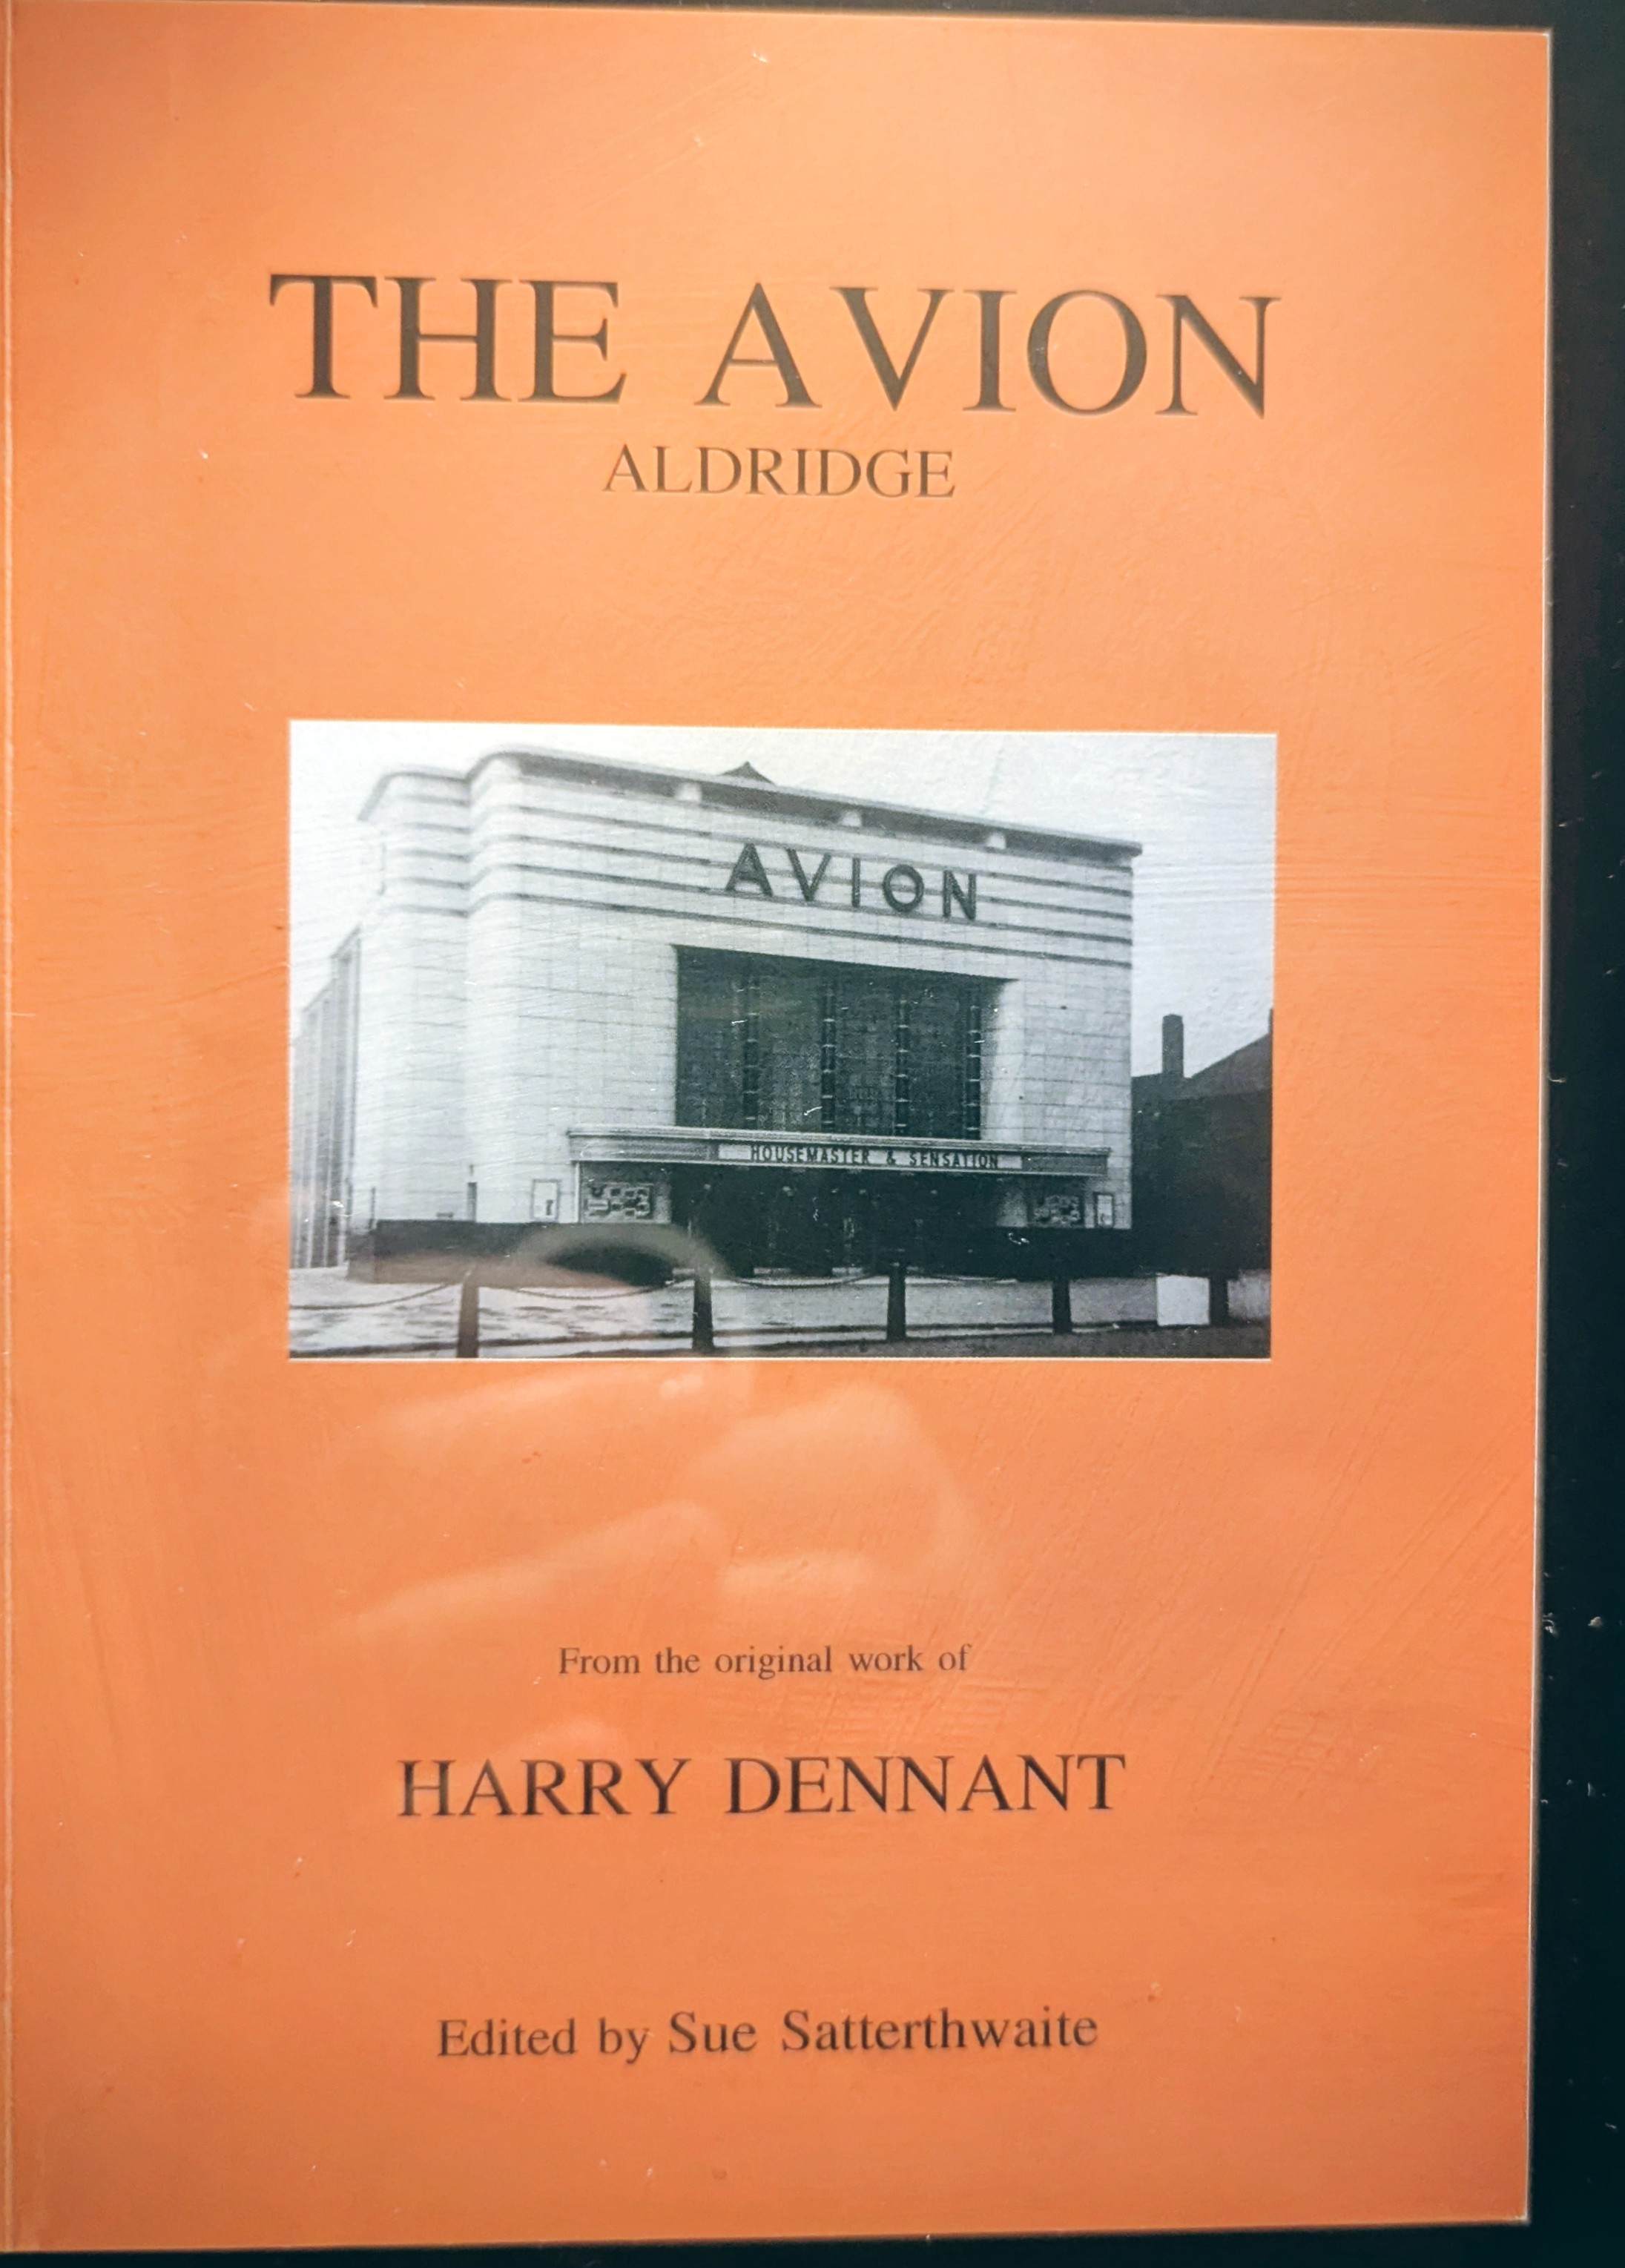 THE AVION
ALDRIDGE
AVION
HOUSEMASTER & SENSATION
From the original work of
HARRY DENNANT
Edited by Sue Satterthwaite